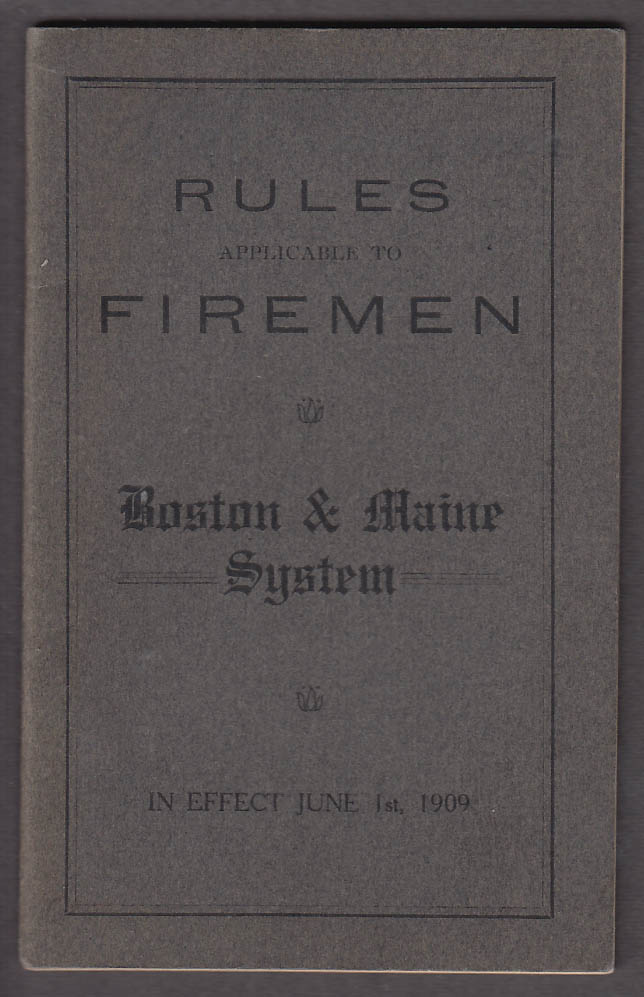 RULES
APPLICABLE TO
FIREMEN
Boston & Maine
System
IN EFFECT JUNE 1st, 1909